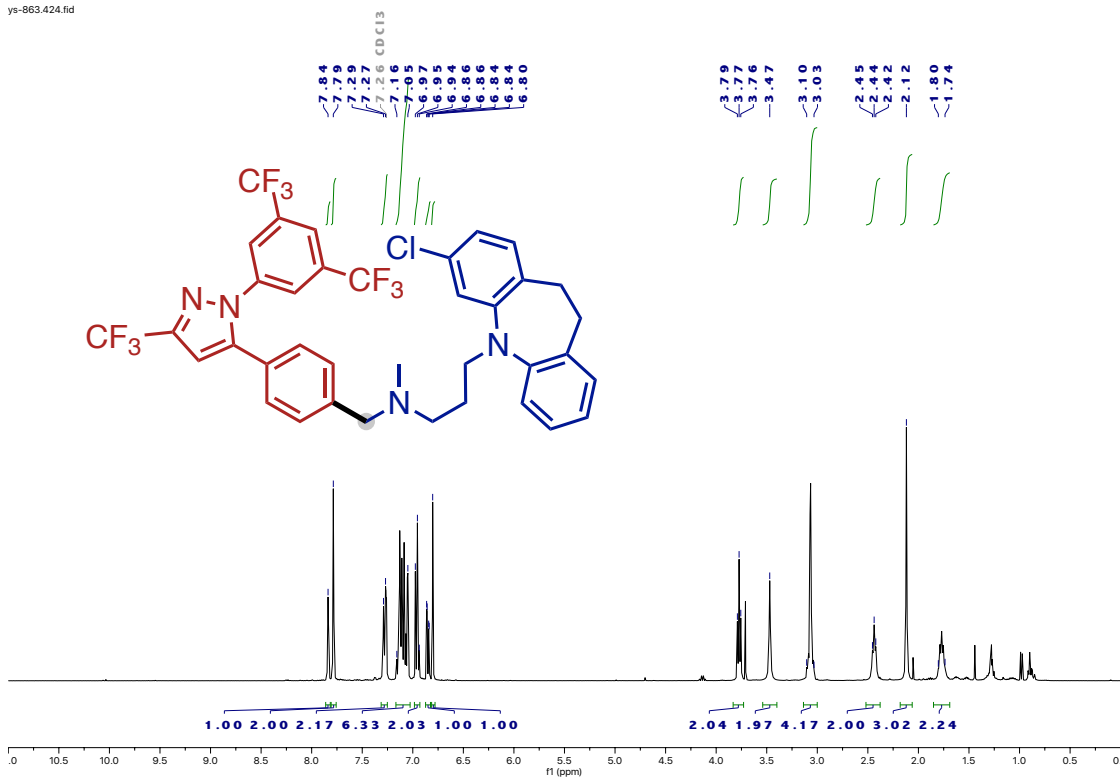 ys-863.424.fid
7.84 7.79 7.29 7.27 7.26 CDCl3 7.16 7.05 6.97 6.95 6.94 6.86 6.86 6.84 6.84 6.80 3.79 3.77 3.76 3.47 3.10 3.03 2.45 2.44 2.42 2.12 1.80 1.74
CF3
Cl
CF3
N
N
CF3
N
N
1.00 2.00 2.17 6.33 2.03 1.00 1.00 2.04 1.97 4.17 2.00 3.02 2.24
.0 10.5 10.0 9.5 9.0 8.5 8.0 7.5 7.0 6.5 6.0 5.5 5.0 4.5 4.0 3.5 3.0 2.5 2.0 1.5 1.0 0.5
f1 (ppm)